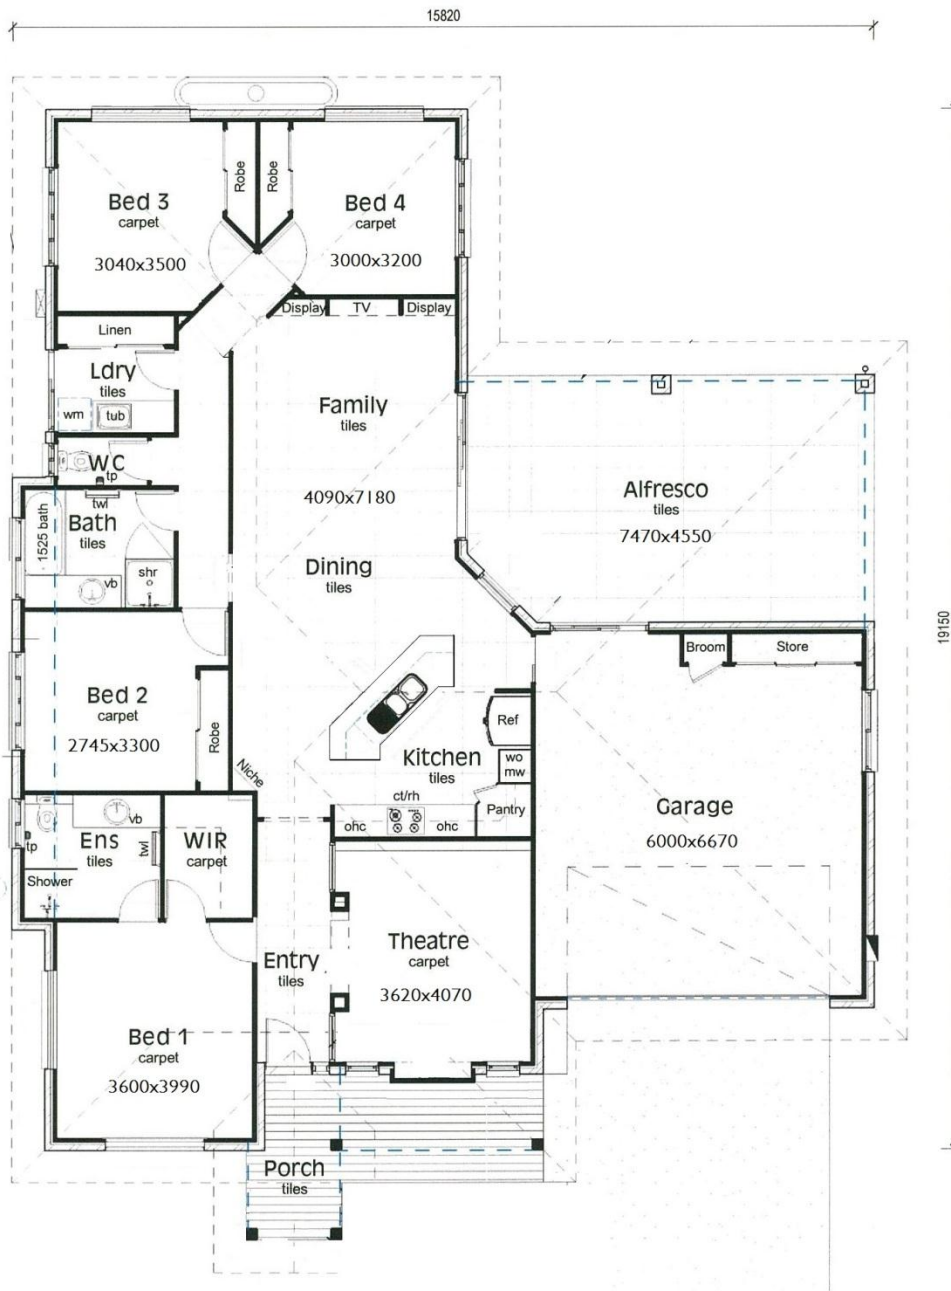 15820
Bed 3
carpet
3040x3500
Robe
Robe
Bed 4
carpet
3000x3200
Display
TV
Display
Linen
Ldry
tiles
wm
tub
Family
tiles
WC
tp
4090x7180
Alfresco
tiles
7470x4550
twl
Bath
tiles
1525 bath
vb
shr
Dining
tiles
19150
Broom
Store
Bed 2
carpet
2745x3300
Robe
Ref
Kitchen
tiles
wo
mw
Niche
ct/rh
Pantry
ohc
ohc
Garage
6000x6670
vb
Ens
tiles
tp
twl
WIR
carpet
Shower
Theatre
carpet
3620x4070
Entry
tiles
Bed 1
carpet
3600x3990
Porch
tiles